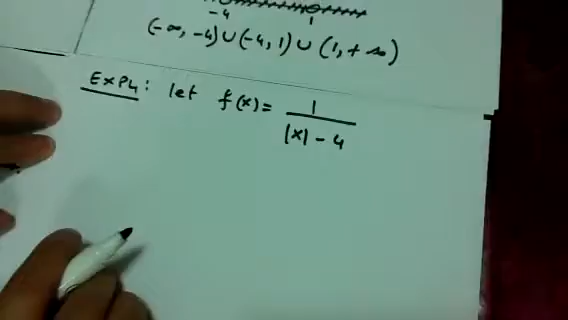 -4 1
(-∞, -4) ∪ (-4, 1) ∪ (1, +∞)
EXP4: let f(x) = 1
|x| - 4